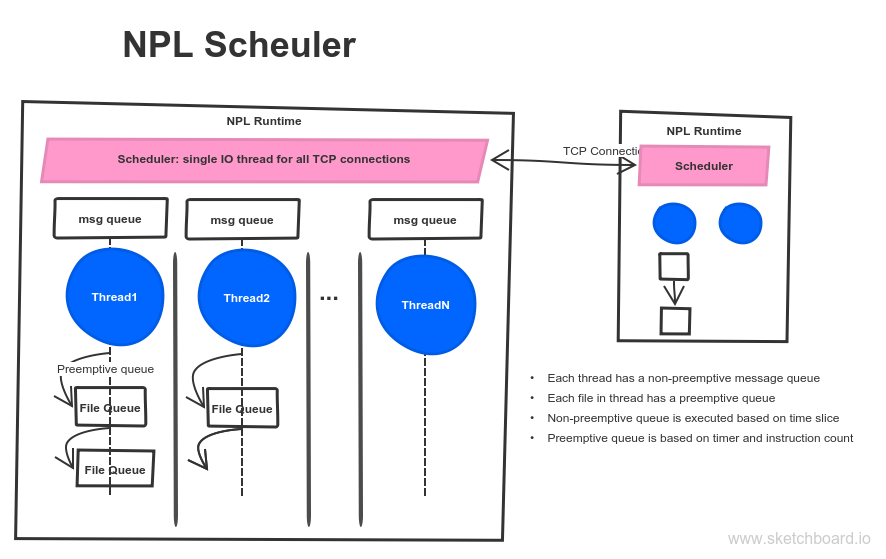 NPL Scheuler
NPL Runtime
Scheduler: single IO thread for all TCP connections
msg queue
msg queue
msg queue
Thread1
Thread2
...
ThreadN
Preemptive queue
File Queue
File Queue
File Queue
TCP Connectio
NPL Runtime
Scheduler
• Each thread has a non-preemptive message queue
• Each file in thread has a preemptive queue
• Non-preemptive queue is executed based on time slice
• Preemptive queue is based on timer and instruction count
www.sketchboard.io